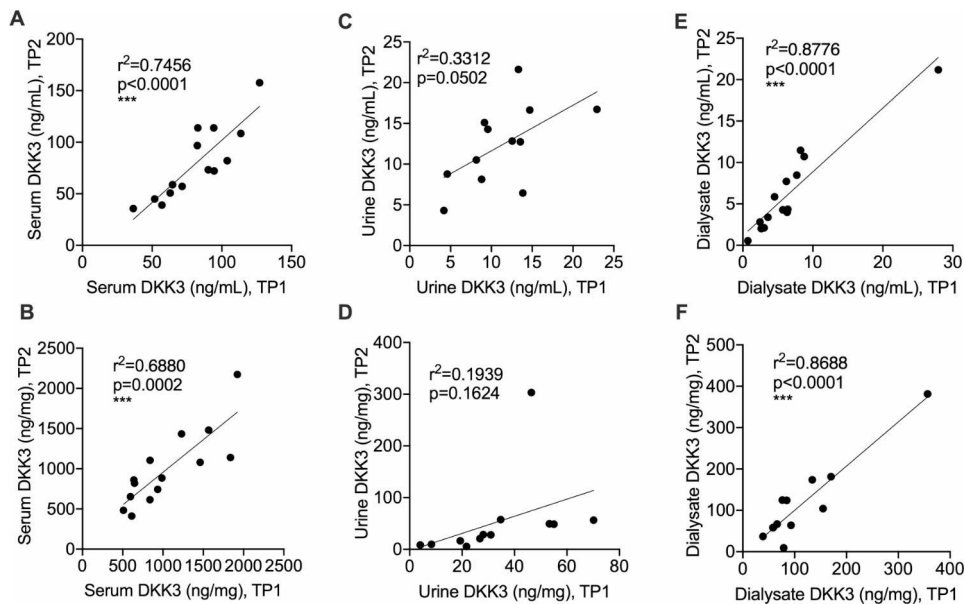 A
Serum DKK3 (ng/mL), TP2
200
150
100
50
0
r²=0.7456
p<0.0001
***
0
50
100
150
Serum DKK3 (ng/mL), TP1
B
Serum DKK3 (ng/mg), TP2
2500
2000
1500
1000
500
0
r²=0.6880
p=0.0002
***
0
500
1000
1500
2000
2500
Serum DKK3 (ng/mg), TP1
C
Urine DKK3 (ng/mL), TP2
25
20
15
10
5
0
r²=0.3312
p=0.0502
0
5
10
15
20
25
Urine DKK3 (ng/mL), TP1
D
Urine DKK3 (ng/mg), TP2
400
300
200
100
50
0
r²=0.1939
p=0.1624
0
20
40
60
80
Urine DKK3 (ng/mg), TP1
E
Dialysate DKK3 (ng/mL), TP2
25
20
15
10
5
0
r²=0.8776
p<0.0001
***
0
10
20
30
Dialysate DKK3 (ng/mL), TP1
F
Dialysate DKK3 (ng/mg), TP2
500
400
300
200
100
0
r²=0.8688
p<0.0001
***
0
100
200
300
400
Dialysate DKK3 (ng/mg), TP1